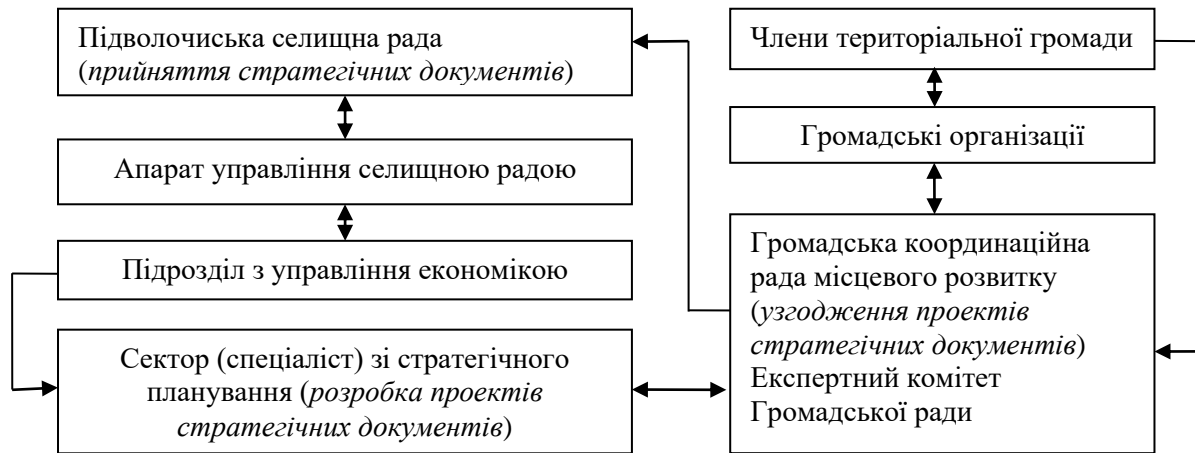 Підволочиська селищна рада
(прийняття стратегічних документів)
Апарат управління селищною радою
Підрозділ з управління економікою
Сектор (спеціаліст) зі стратегічного
планування (розробка проектів
стратегічних документів)
Члени територіальної громади
Громадські організації
Громадська координаційна
рада місцевого розвитку
(узгодження проектів
стратегічних документів)
Експертний комітет
Громадської ради